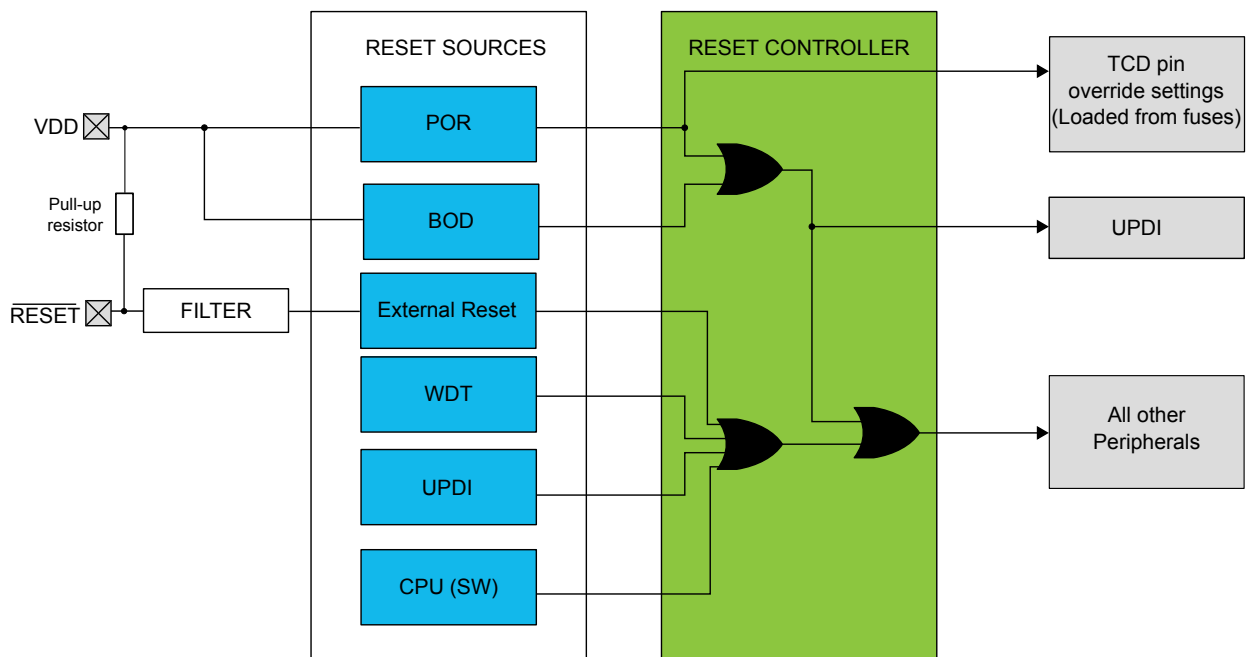 RESET SOURCES
RESET CONTROLLER
TCD pin
override settings
(Loaded from fuses)
VDD
POR
Pull-up
resistor
BOD
UPDI
RESET
FILTER
External Reset
WDT
All other
Peripherals
UPDI
CPU (SW)